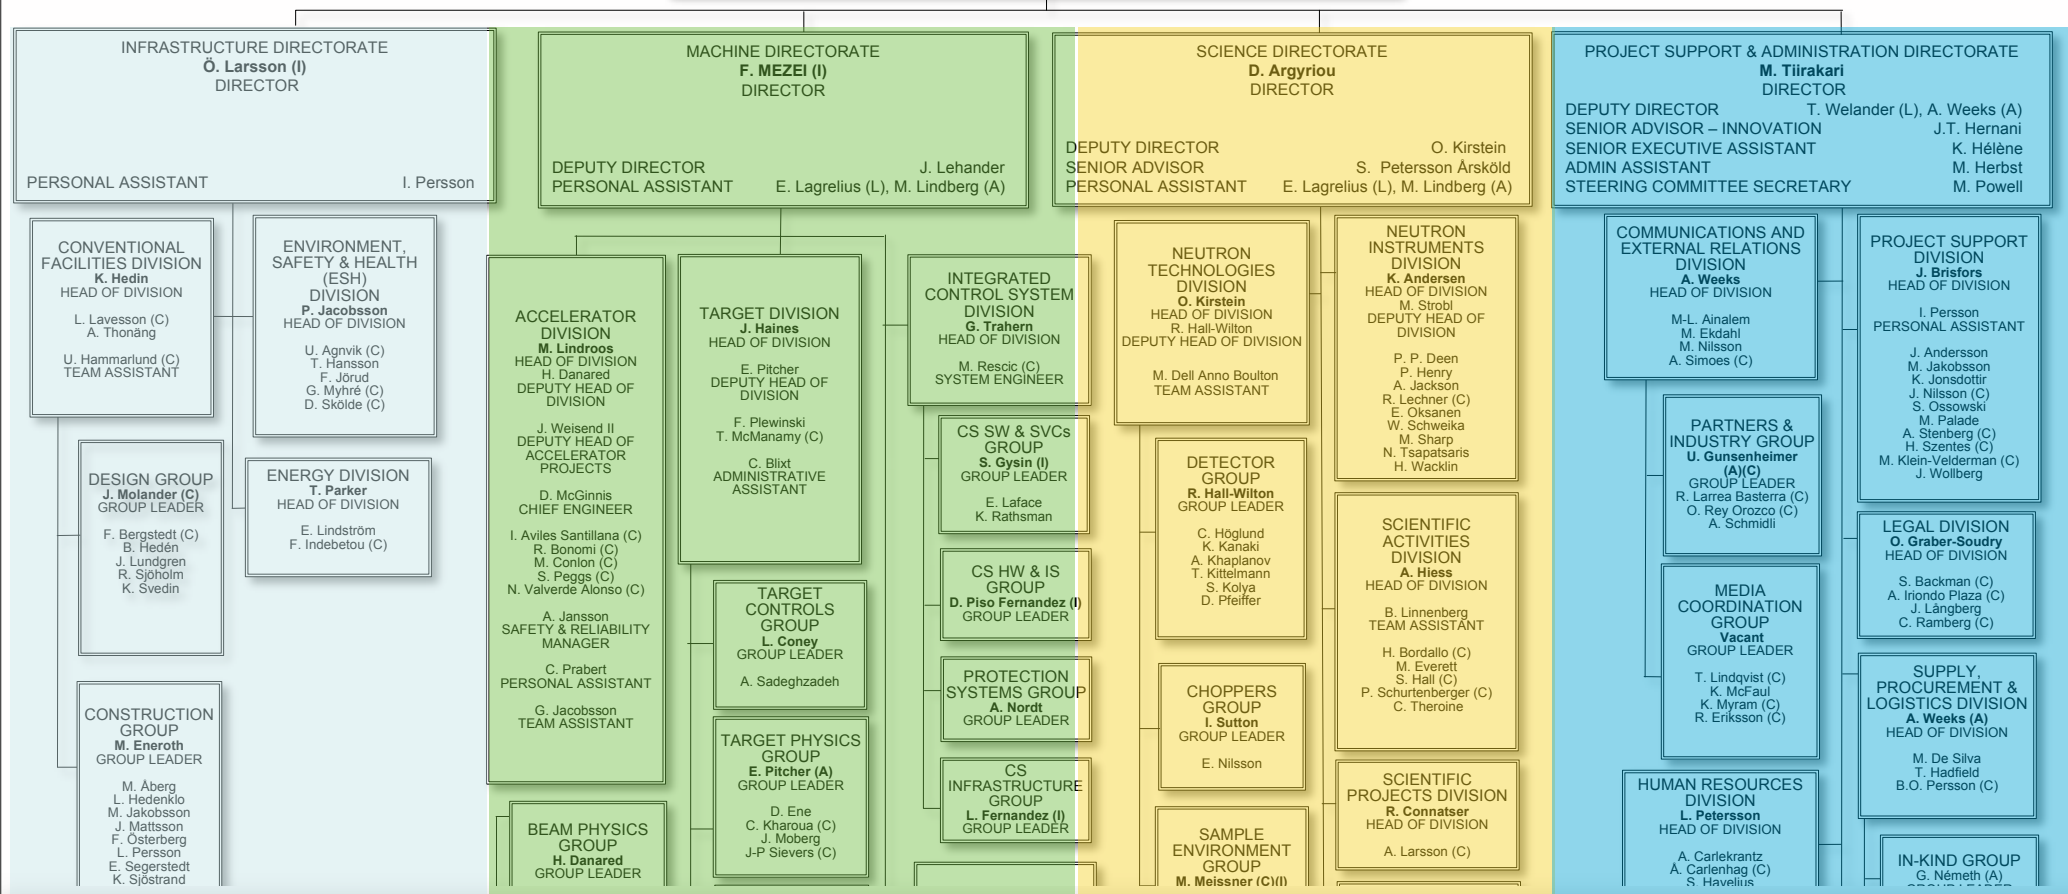 INFRASTRUCTURE DIRECTORATE
Ö. Larsson (I)
DIRECTOR
PERSONAL ASSISTANT I. Persson
CONVENTIONAL
FACILITIES DIVISION
K. Hedin
HEAD OF DIVISION
L. Lavesson (C)
A. Thonäng
U. Hammarlund (C)
TEAM ASSISTANT
ENVIRONMENT,
SAFETY & HEALTH
(ESH)
DIVISION
P. Jacobsson
HEAD OF DIVISION
U. Agnvik (C)
T. Hansson
F. Jörud
G. Myhré (C)
D. Skölde (C)
DESIGN GROUP
J. Molander (C)
GROUP LEADER
F. Bergstedt (C)
B. Hedén
J. Lundgren
R. Sjöholm
K. Svedin
ENERGY DIVISION
T. Parker
HEAD OF DIVISION
E. Lindström
F. Indebetou (C)
CONSTRUCTION
GROUP
M. Eneroth
GROUP LEADER
M. Åberg
L. Hedenklo
M. Jakobsson
J. Mattsson
F. Österberg
L. Persson
E. Segerstedt
K. Sjöstrand
MACHINE DIRECTORATE
F. MEZEI (I)
DIRECTOR
DEPUTY DIRECTOR J. Lehander
PERSONAL ASSISTANT E. Lagrelius (L), M. Lindberg (A)
ACCELERATOR
DIVISION
M. Lindroos
HEAD OF DIVISION
H. Danared
DEPUTY HEAD OF
DIVISION
J. Weisend II
DEPUTY HEAD OF
ACCELERATOR
PROJECTS
D. McGinnis
CHIEF ENGINEER
I. Aviles Santillana (C)
R. Bonomi (C)
M. Conlon (C)
S. Peggs (C)
N. Valverde Alonso (C)
A. Jansson
SAFETY & RELIABILITY
MANAGER
C. Prabert
PERSONAL ASSISTANT
G. Jacobsson
TEAM ASSISTANT
BEAM PHYSICS
GROUP
H. Danared
GROUP LEADER
TARGET DIVISION
J. Haines
HEAD OF DIVISION
E. Pitcher
DEPUTY HEAD OF
DIVISION
F. Plewinski
T. McManamy (C)
C. Blixt
ADMINISTRATIVE
ASSISTANT
TARGET
CONTROLS
GROUP
L. Coney
GROUP LEADER
A. Sadeghzadeh
TARGET PHYSICS
GROUP
E. Pitcher (A)
GROUP LEADER
D. Ene
C. Kharoua (C)
J. Moberg
J-P Sievers (C)
INTEGRATED
CONTROL SYSTEM
DIVISION
G. Trahern
HEAD OF DIVISION
M. Rescic (C)
SYSTEM ENGINEER
CS SW & SVCs
GROUP
S. Gysin (I)
GROUP LEADER
E. Laface
K. Rathsman
CS HW & IS
GROUP
D. Piso Fernandez (I)
GROUP LEADER
PROTECTION
SYSTEMS GROUP
A. Nordt
GROUP LEADER
CS
INFRASTRUCTURE
GROUP
L. Fernandez (I)
GROUP LEADER
SCIENCE DIRECTORATE
D. Argyriou
DIRECTOR
DEPUTY DIRECTOR O. Kirstein
SENIOR ADVISOR S. Petersson Årsköld
PERSONAL ASSISTANT E. Lagrelius (L), M. Lindberg (A)
NEUTRON
TECHNOLOGIES
DIVISION
O. Kirstein
HEAD OF DIVISION
R. Hall-Wilton
DEPUTY HEAD OF DIVISION
M. Dell Anno Boulton
TEAM ASSISTANT
DETECTOR
GROUP
R. Hall-Wilton
GROUP LEADER
C. Höglund
K. Kanaki
A. Khaplanov
T. Kittelmann
S. Kolya
D. Pfeiffer
CHOPPERS
GROUP
I. Sutton
GROUP LEADER
E. Nilsson
SAMPLE
ENVIRONMENT
GROUP
M. Meissner (C)(I)
NEUTRON
INSTRUMENTS
DIVISION
K. Andersen
HEAD OF DIVISION
M. Strobl
DEPUTY HEAD OF
DIVISION
P. P. Deen
P. Henry
A. Jackson
R. Lechner (C)
E. Oksanen
W. Schweika
M. Sharp
N. Tsapatsaris
H. Wacklin
SCIENTIFIC
ACTIVITIES
DIVISION
A. Hiess
HEAD OF DIVISION
B. Linnenberg
TEAM ASSISTANT
H. Bordallo (C)
M. Everett
S. Hall (C)
P. Schurtenberger (C)
C. Theroine
SCIENTIFIC
PROJECTS DIVISION
R. Connatser
HEAD OF DIVISION
A. Larsson (C)
PROJECT SUPPORT & ADMINISTRATION DIRECTORATE
M. Tiirakari
DIRECTOR
DEPUTY DIRECTOR T. Welander (L), A. Weeks (A)
SENIOR ADVISOR – INNOVATION J.T. Hernani
SENIOR EXECUTIVE ASSISTANT K. Hélène
ADMIN ASSISTANT M. Herbst
STEERING COMMITTEE SECRETARY M. Powell
COMMUNICATIONS AND
EXTERNAL RELATIONS
DIVISION
A. Weeks
HEAD OF DIVISION
M-L. Ainalem
M. Ekdahl
M. Nilsson
A. Simoes (C)
PARTNERS &
INDUSTRY GROUP
U. Gunsenheimer
(A)(C)
GROUP LEADER
R. Larrea Basterra (C)
O. Rey Orozco (C)
A. Schmidli
MEDIA
COORDINATION
GROUP
Vacant
GROUP LEADER
T. Lindqvist (C)
K. McFaul
K. Myram (C)
R. Eriksson (C)
HUMAN RESOURCES
DIVISION
L. Petersson
HEAD OF DIVISION
A. Carlekrantz
Å. Carlenhag (C)
S. Havelius
PROJECT SUPPORT
DIVISION
J. Brisfors
HEAD OF DIVISION
I. Persson
PERSONAL ASSISTANT
J. Andersson
M. Jakobsson
K. Jonsdottir
J. Nilsson (C)
S. Ossowski
M. Palade
A. Stenberg (C)
H. Szentes (C)
M. Klein-Velderman (C)
J. Wollberg
LEGAL DIVISION
O. Graber-Soudry
HEAD OF DIVISION
S. Backman (C)
A. Iriondo Plaza (C)
J. Långberg
C. Ramberg (C)
SUPPLY,
PROCUREMENT &
LOGISTICS DIVISION
A. Weeks (A)
HEAD OF DIVISION
M. De Silva
T. Hadfield
B.O. Persson (C)
IN-KIND GROUP
G. Németh (A)